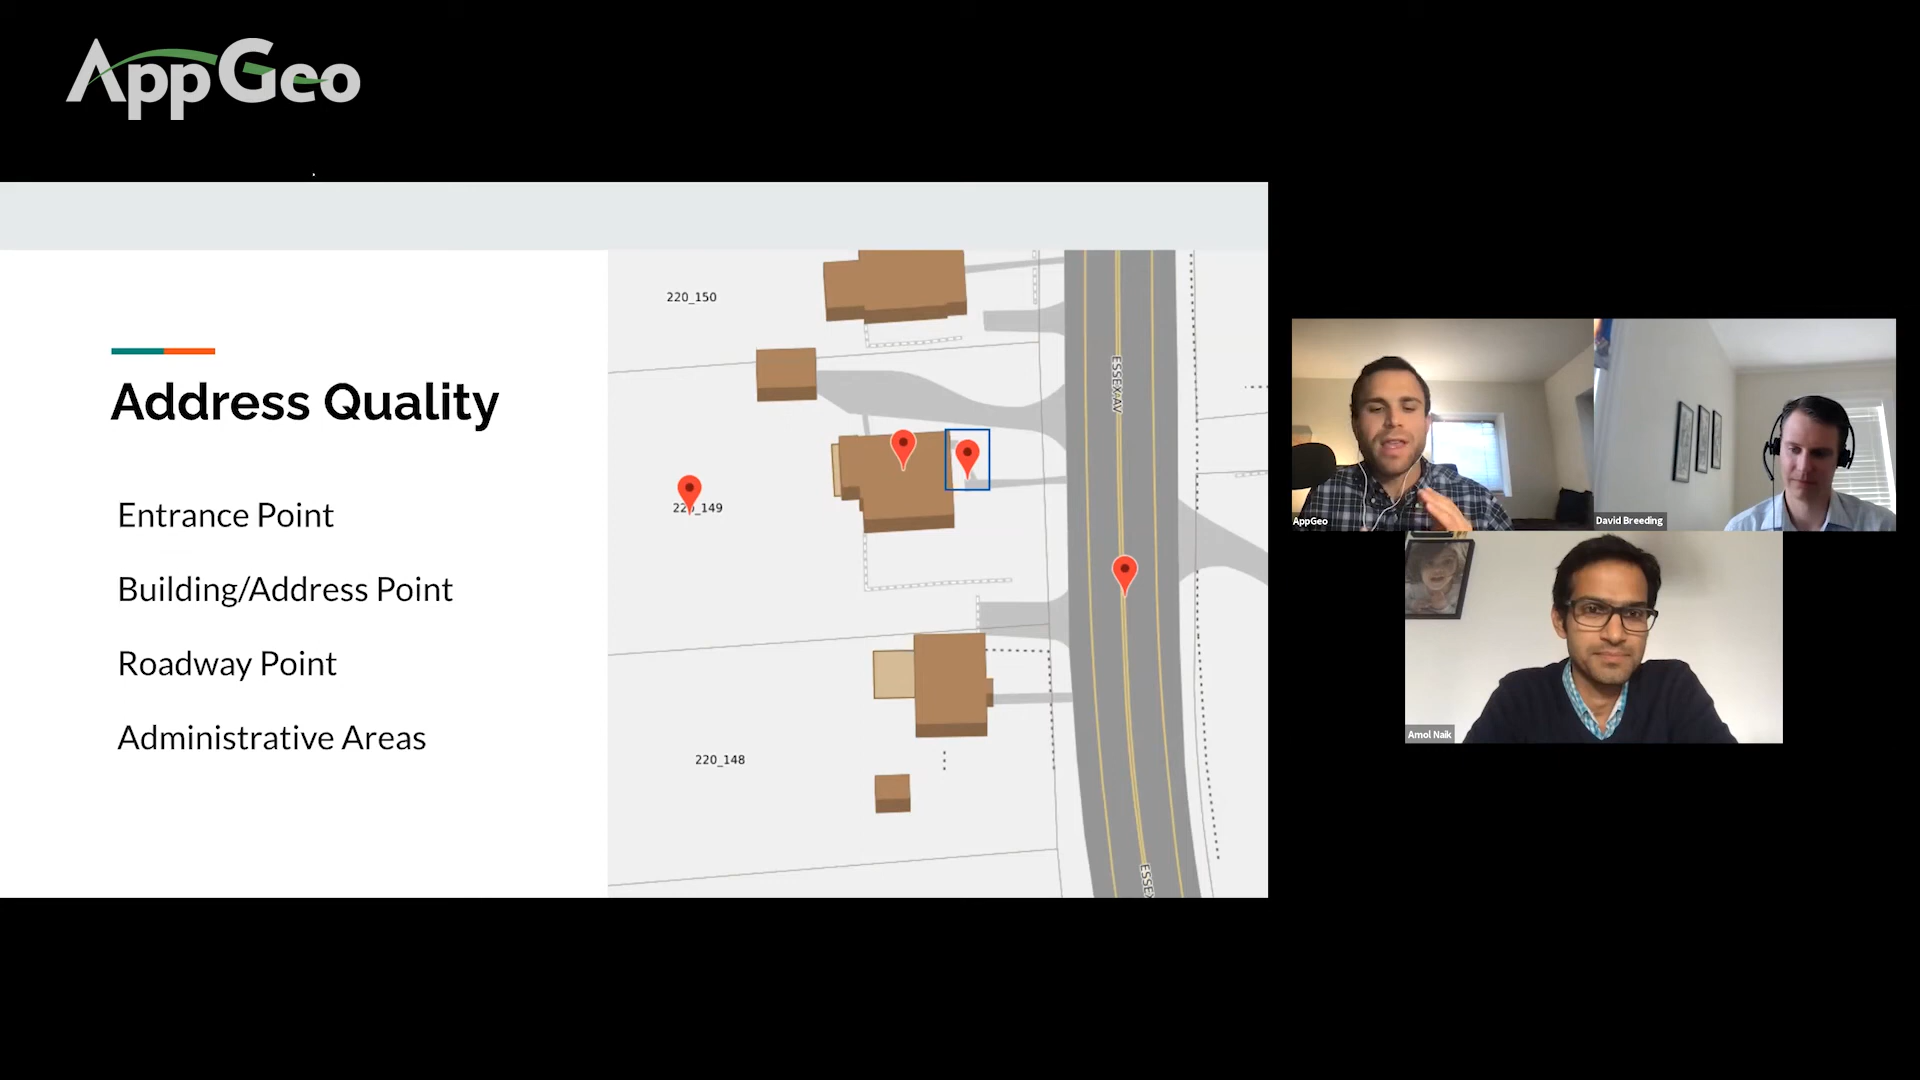 AppGeo
Address Quality
Entrance Point
Building/Address Point
Roadway Point
Administrative Areas
220_150
ESSEX AV
220_149
220_148
AppGeo
David Breeding
Amol Naik